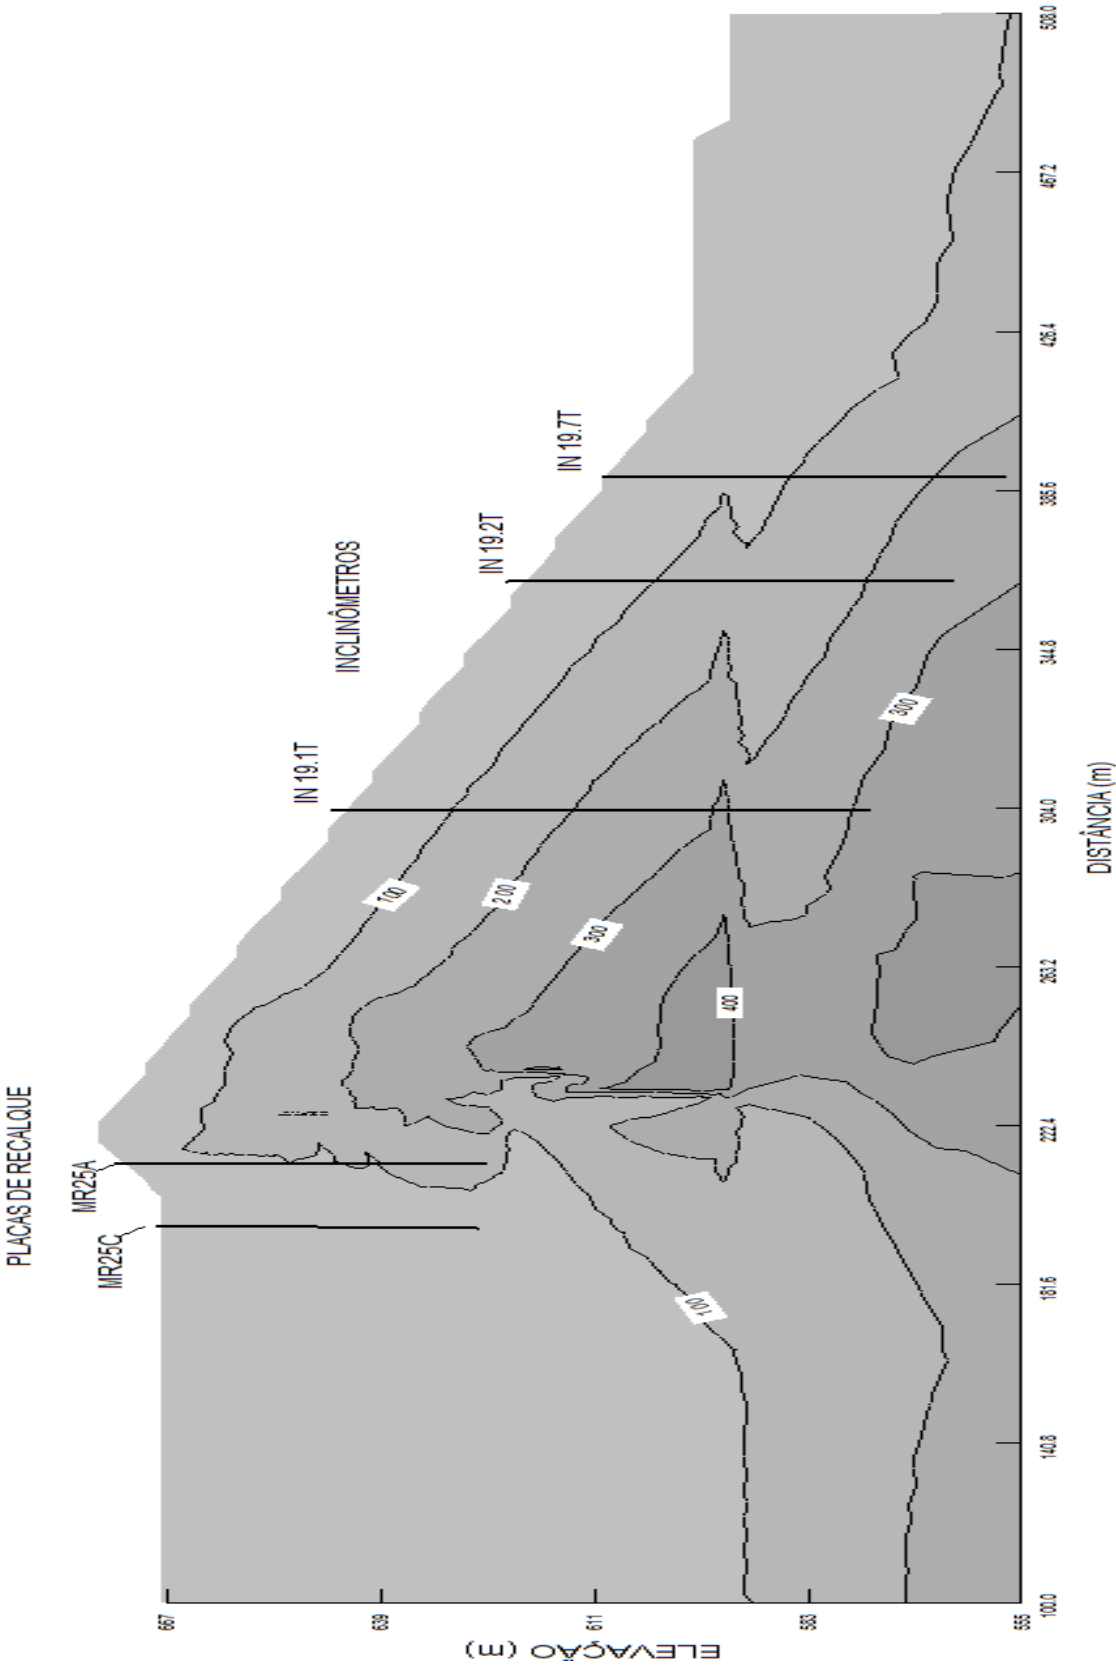 PLACAS DE RECALQUE
MR25C
MR25A
INCLINÔMETROS
IN 19.1T
IN 19.2T
IN 19.7T
100
200
300
400
300
100
ELEVAÇÃO (m)
667
639
611
583
555
100.0
140.8
181.6
222.4
263.2
304.0
344.8
385.6
426.4
467.2
508.0
DISTÂNCIA (m)